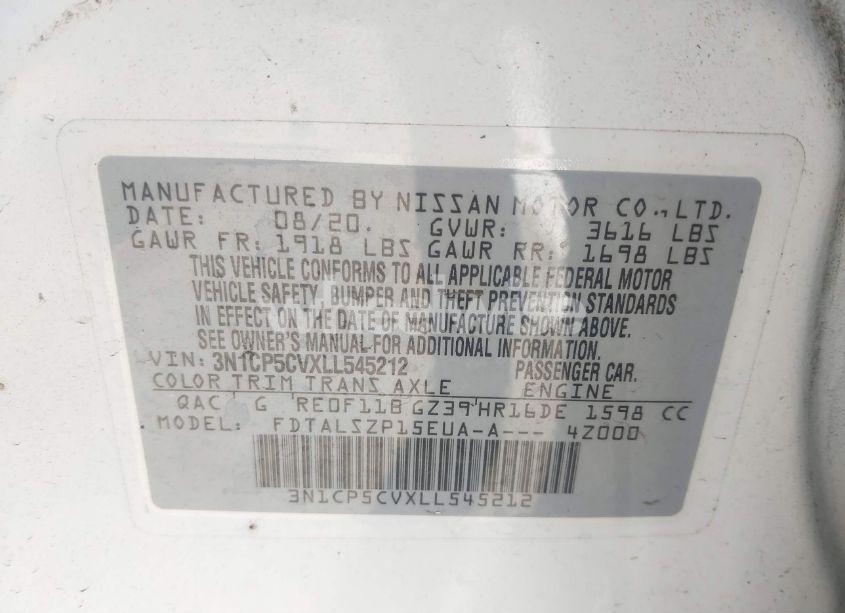 MANUFACTURED BY NISSAN MOTOR CO.,LTD.
DATE: 08/20. GVWR: 3616 LBS
GAWR FR: 1918 LBS GAWR RR: 1698 LBS
THIS VEHICLE CONFORMS TO ALL APPLICABLE FEDERAL MOTOR
VEHICLE SAFETY, BUMPER AND THEFT PREVENTION STANDARDS
IN EFFECT ON THE DATE OF MANUFACTURE SHOWN ABOVE.
SEE OWNER'S MANUAL FOR ADDITIONAL INFORMATION.
VIN: 3N1CP5CVXLL545212 PASSENGER CAR.
COLOR TRIM TRANS AXLE ENGINE
QAC G RE0F11B GZ39 HR16DE 1598 CC
MODEL: FDTALSZP15EUA-A--- 4Z000
3N1CP5CVXLL545212